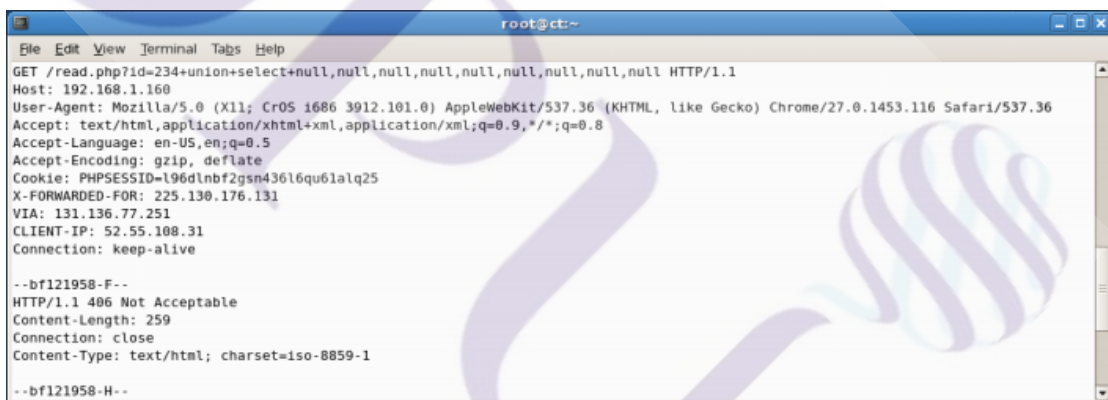 root@ct:~
File Edit View Terminal Tabs Help
GET /read.php?id=234+union+select+null,null,null,null,null,null,null,null,null HTTP/1.1
Host: 192.168.1.160
User-Agent: Mozilla/5.0 (X11; CrOS i686 3912.101.0) AppleWebKit/537.36 (KHTML, like Gecko) Chrome/27.0.1453.116 Safari/537.36
Accept: text/html,application/xhtml+xml,application/xml;q=0.9,*/*;q=0.8
Accept-Language: en-US,en;q=0.5
Accept-Encoding: gzip, deflate
Cookie: PHPSESSID=l96dlnbf2gsn436l6qu61alq25
X-FORWARDED-FOR: 225.130.176.131
VIA: 131.136.77.251
CLIENT-IP: 52.55.108.31
Connection: keep-alive
--bf121958-F--
HTTP/1.1 406 Not Acceptable
Content-Length: 259
Connection: close
Content-Type: text/html; charset=iso-8859-1
--bf121958-H--